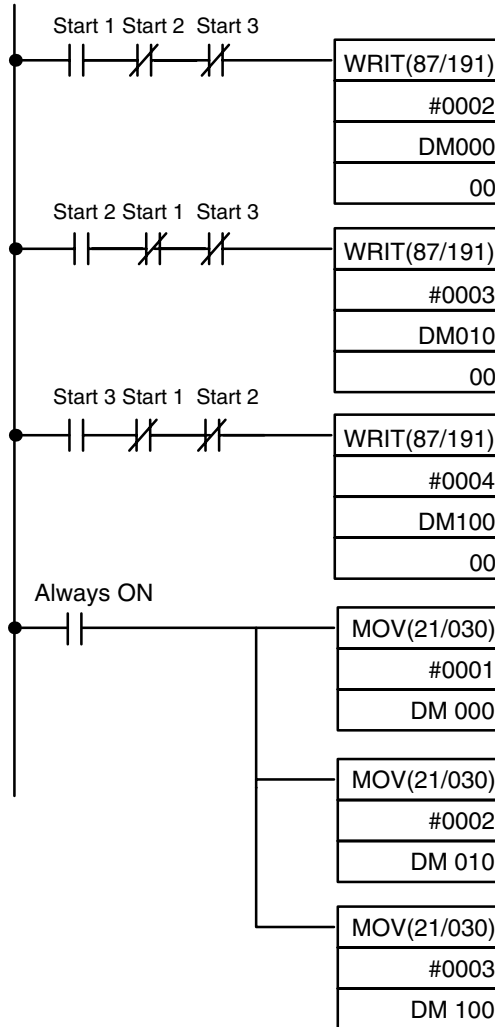 Start 1 Start 2 Start 3
WRIT(87/191)
#0002
DM000
00
Start 2 Start 1 Start 3
WRIT(87/191)
#0003
DM010
00
Start 3 Start 1 Start 2
WRIT(87/191)
#0004
DM100
00
Always ON
MOV(21/030)
#0001
DM 000
MOV(21/030)
#0002
DM 010
MOV(21/030)
#0003
DM 100